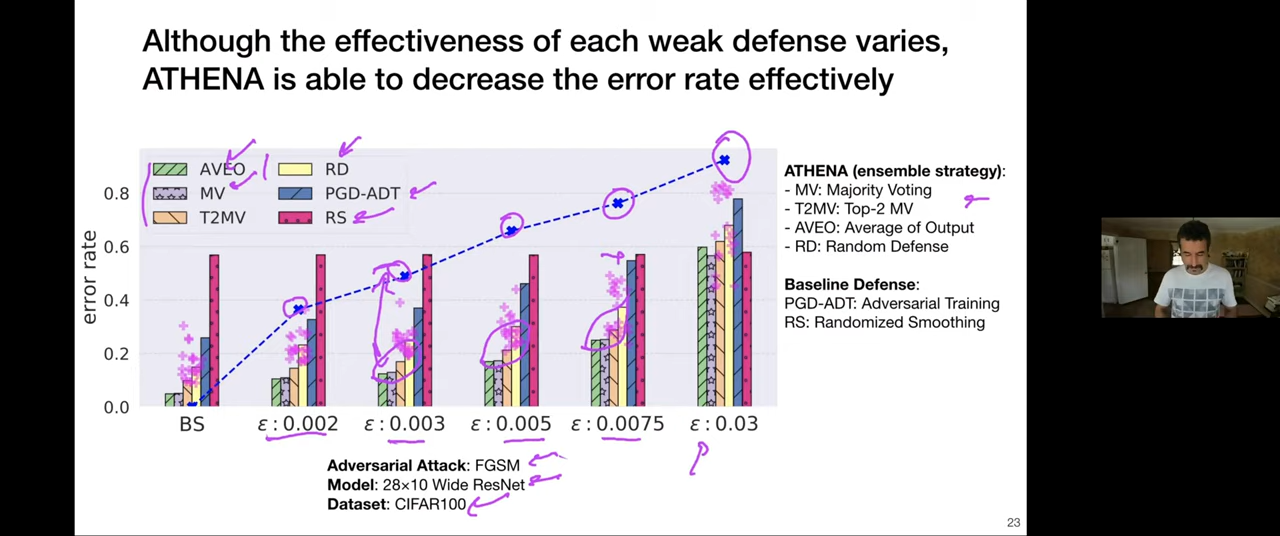 Although the effectiveness of each weak defense varies,
ATHENA is able to decrease the error rate effectively
AVEO RD
MV PGD-ADT
T2MV RS
error rate
0.8
0.6
0.4
0.2
0.0
BS ε : 0.002 ε : 0.003 ε : 0.005 ε : 0.0075 ε : 0.03
ATHENA (ensemble strategy):
- MV: Majority Voting
- T2MV: Top-2 MV
- AVEO: Average of Output
- RD: Random Defense
Baseline Defense:
PGD-ADT: Adversarial Training
RS: Randomized Smoothing
Adversarial Attack: FGSM
Model: 28×10 Wide ResNet
Dataset: CIFAR100
23